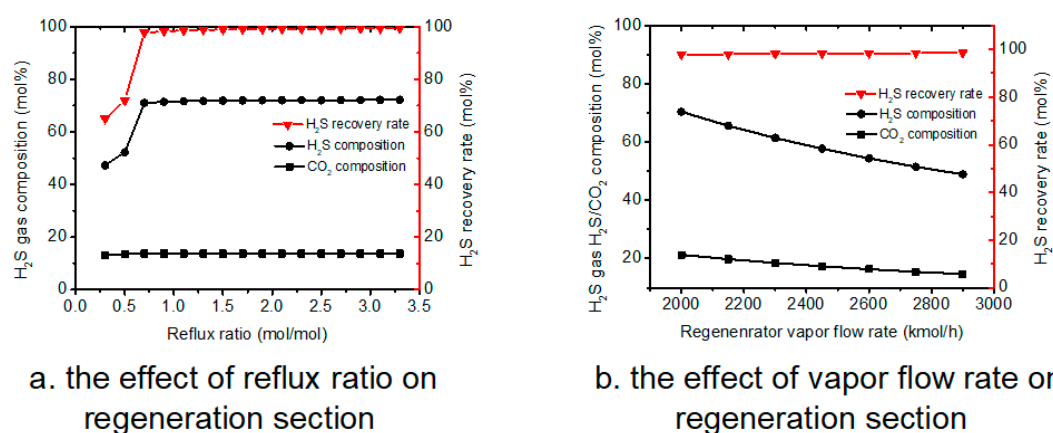 H₂S gas composition (mol%)
100
80
60
40
20
0
0.0 0.5 1.0 1.5 2.0 2.5 3.0 3.5
Reflux ratio (mol/mol)
100
80
60
40
20
0
H₂S recovery rate (mol%)
H₂S recovery rate
H₂S composition
CO₂ composition
a. the effect of reflux ratio on
regeneration section
H₂S gas H₂S/CO₂ composition (mol%)
100
80
60
40
20
2000 2200 2400 2600 2800 3000
Regenenrator vapor flow rate (kmol/h)
100
80
60
40
20
0
H₂S recovery rate (mol%)
H₂S recovery rate
H₂S composition
CO₂ composition
b. the effect of vapor flow rate on
regeneration section